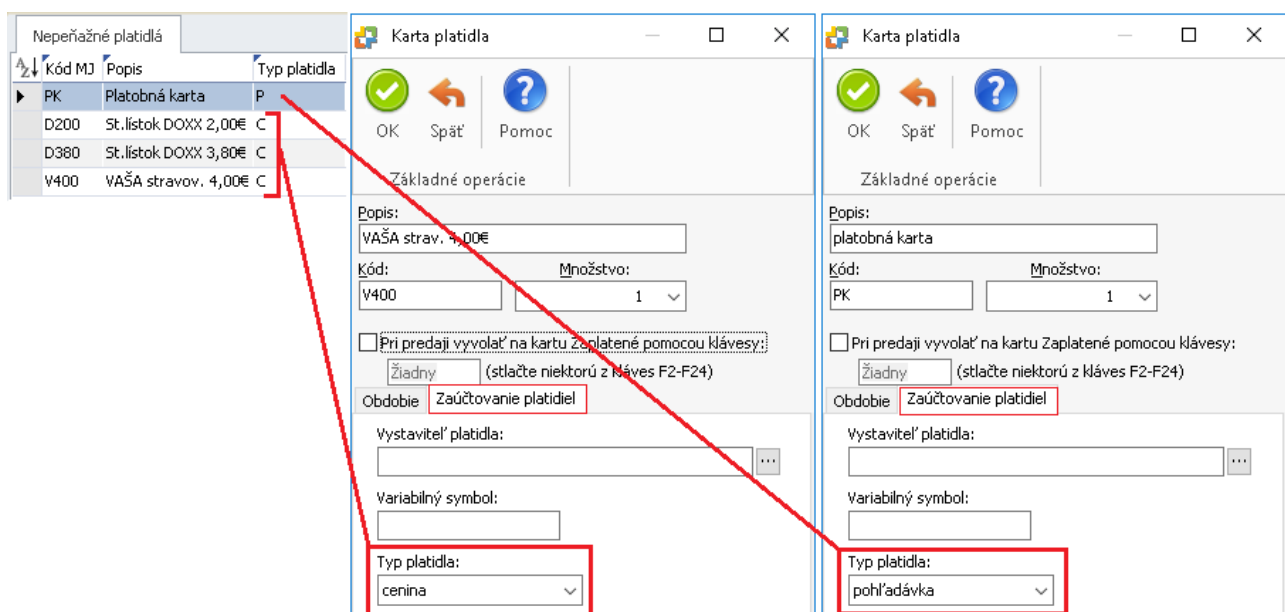 Nepeňažné platidlá
Kód MJ Popis Typ platidla
PK Platobná karta P
D200 St.lístok DOXX 2,00€ C
D380 St.lístok DOXX 3,80€ C
V400 VAŠA stravov. 4,00€ C
Karta platidla
OK Späť Pomoc
Základné operácie
Popis:
VAŠA strav. 4,00€
Kód: Množstvo:
V400 1
Pri predaji vyvolať na kartu Zaplatené pomocou klávesy:
Žiadny (stlačte niektorú z kláves F2-F24)
Obdobie Zaúčtovanie platidiel
Vystaviteľ platidla:
...
Variabilný symbol:
Typ platidla:
cenina
Karta platidla
OK Späť Pomoc
Základné operácie
Popis:
platobná karta
Kód: Množstvo:
PK 1
Pri predaji vyvolať na kartu Zaplatené pomocou klávesy:
Žiadny (stlačte niektorú z kláves F2-F24)
Obdobie Zaúčtovanie platidiel
Vystaviteľ platidla:
...
Variabilný symbol:
Typ platidla:
pohľadávka